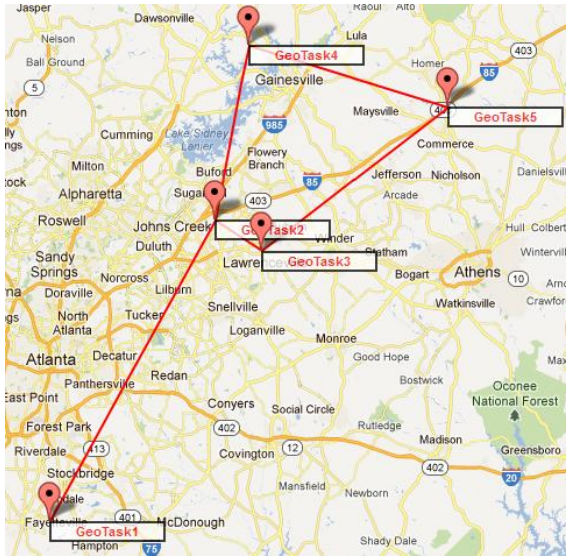 Jasper
Dawsonville
Raoul
Alto
Nelson
Lula
Homer
403
Ball Ground
GeoTask4
85
5
Gainesville
Maysville
GeoTask5
Cumming
Lake Sidney
Lanier
985
Commerce
Milton
Flowery
Branch
Jefferson
Nicholson
Alpharetta
Buford
85
Arcade
Roswell
403
Johns Creek
GeoTask2
Hull
Colbert
Sandy
Springs
Duluth
Winder
Statham
Winterville
GeoTask3
Norcross
Bogart
Athens
10
Doraville
Lilburn
Crawford
North
Atlanta
Tucker
Snellville
Watkinsville
Loganville
Monroe
Atlanta
Decatur
Good Hope
Panthersville
Redan
Bostwick
Oconee
National Forest
East Point
Conyers
Social Circle
Forest Park
402
Rutledge
Madison
Riverdale
413
12
Greensboro
Covington
402
402
20
Stockbridge
Mansfield
Newborn
401
McDonough
GeoTask1
Hampton
75
Shady Dale